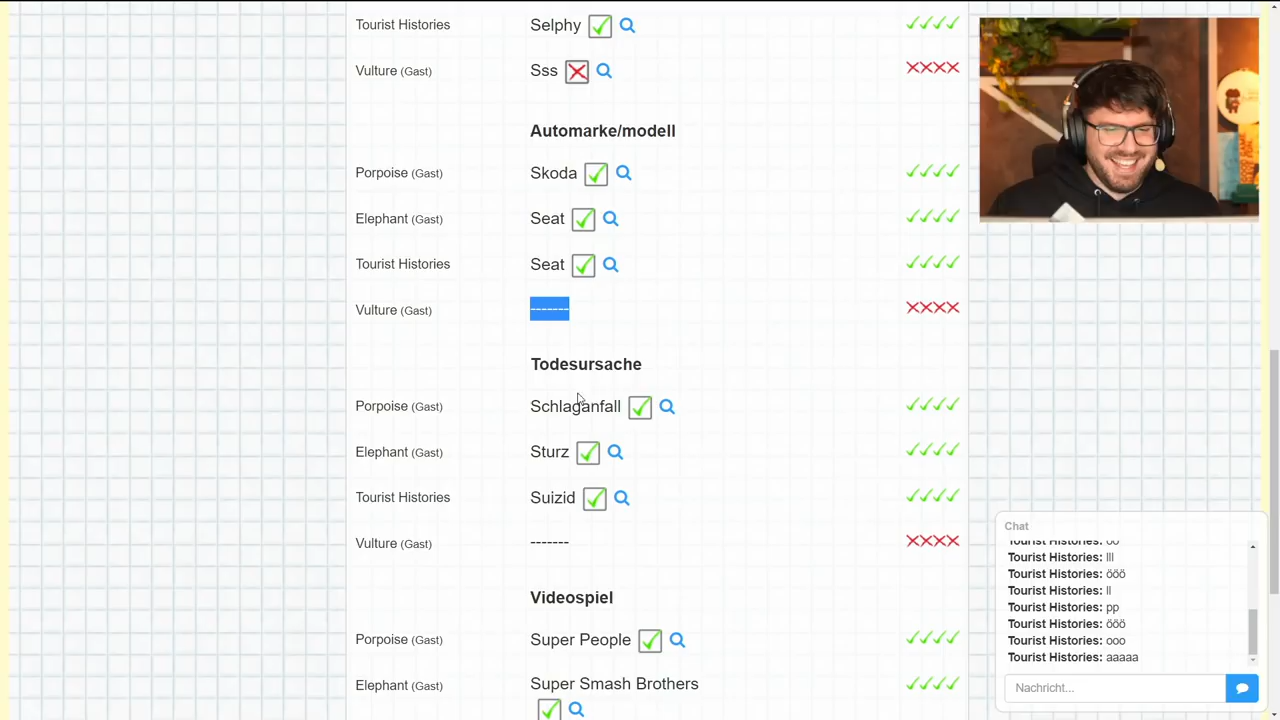 Tourist Histories Selphy
Vulture (Gast) Sss
Automarke/modell
Porpoise (Gast) Skoda
Elephant (Gast) Seat
Tourist Histories Seat
Vulture (Gast) -------
Todesursache
Porpoise (Gast) Schlaganfall
Elephant (Gast) Sturz
Tourist Histories Suizid
Vulture (Gast) -------
Videospiel
Porpoise (Gast) Super People
Elephant (Gast) Super Smash Brothers
Chat
Tourist Histories: öö
Tourist Histories: lll
Tourist Histories: ööö
Tourist Histories: ll
Tourist Histories: pp
Tourist Histories: ööö
Tourist Histories: ooo
Tourist Histories: aaaaa
Nachricht...